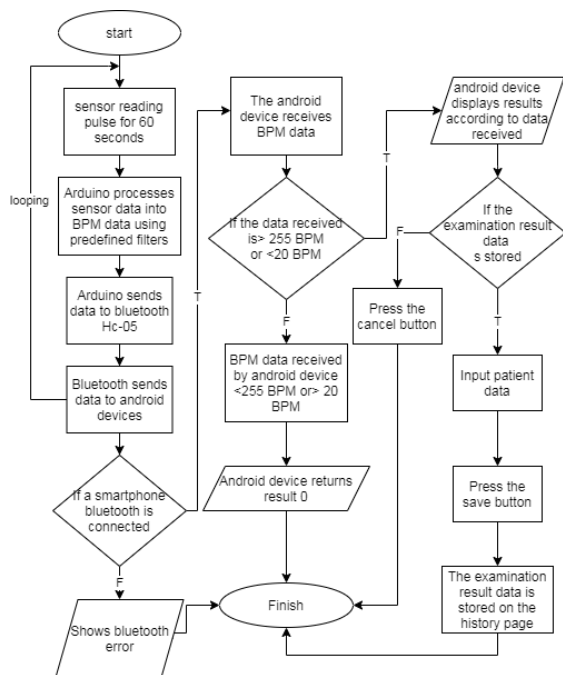 start
sensor reading
pulse for 60
seconds
looping
Arduino processes
sensor data into
BPM data using
predefined filters
Arduino sends
data to bluetooth
Hc-05
Bluetooth sends
data to android
devices
If a smartphone
bluetooth is
connected
T
F
Shows bluetooth
error
The android
device receives
BPM data
If the data received
is> 255 BPM
or <20 BPM
T
F
BPM data received
by android device
<255 BPM or> 20
BPM
Android device returns
result 0
Finish
android device
displays results
according to data
received
If the
examination result
data
s stored
F
T
Press the
cancel button
Input patient
data
Press the
save button
The examination
result data is
stored on the
history page